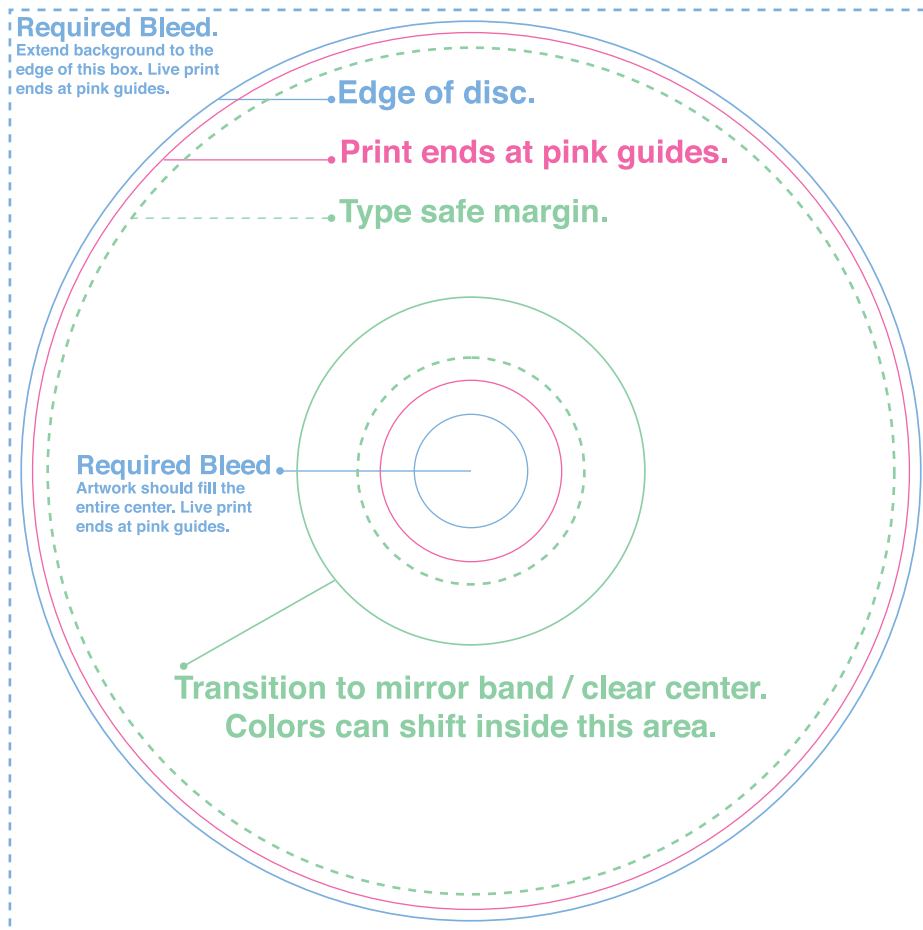 Required Bleed.
Extend background to the
edge of this box. Live print
ends at pink guides.
Edge of disc.
Print ends at pink guides.
Type safe margin.
Required Bleed
Artwork should fill the
entire center. Live print
ends at pink guides.
Transition to mirror band / clear center.
Colors can shift inside this area.